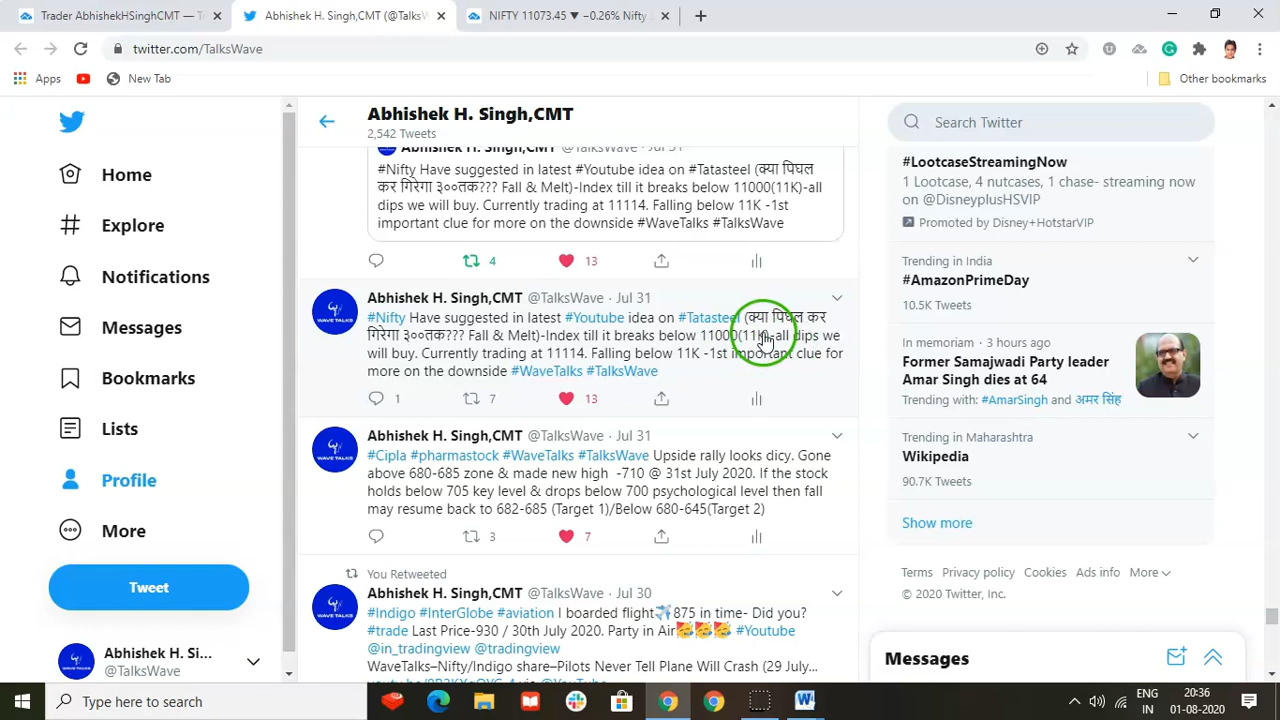 Trader AbhishekHSinghCMT — Tr
Abhishek H. Singh,CMT (@TalksW
NIFTY 11073.45 ▼ −0.26% Nifty
twitter.com/TalksWave
Apps
New Tab
Other bookmarks
Home
Explore
Notifications
Messages
Bookmarks
Lists
Profile
More
Tweet
Abhishek H. Si...
@TalksWave
Abhishek H. Singh,CMT
2,542 Tweets
Abhishek H. Singh,CMT @TalksWave · Jul 31
#Nifty Have suggested in latest #Youtube idea on #Tatasteel (क्या पिघल
कर गिरेगा ३००तक??? Fall & Melt)-Index till it breaks below 11000(11K)-all
dips we will buy. Currently trading at 11114. Falling below 11K -1st
important clue for more on the downside #WaveTalks #TalksWave
4 13
Abhishek H. Singh,CMT @TalksWave · Jul 31
#Nifty Have suggested in latest #Youtube idea on #Tatasteel (क्या पिघल कर
गिरेगा ३००तक??? Fall & Melt)-Index till it breaks below 11000(11K)-all dips we
will buy. Currently trading at 11114. Falling below 11K -1st important clue for
more on the downside #WaveTalks #TalksWave
1 7 13
Abhishek H. Singh,CMT @TalksWave · Jul 31
#Cipla #pharmastock #WaveTalks #TalksWave Upside rally looks dicy. Gone
above 680-685 zone & made new high -710 @ 31st July 2020. If the stock
holds below 705 key level & drops below 700 psychological level then fall
may resume back to 682-685 (Target 1)/Below 680-645(Target 2)
3 7
You Retweeted
Abhishek H. Singh,CMT @TalksWave · Jul 30
#Indigo #InterGlobe #aviation I boarded flight✈️875 in time- Did you?
#trade Last Price-930 / 30th July 2020. Party in Air🥳🥳🥳 #Youtube
@in_tradingview @tradingview
WaveTalks–Nifty/Indigo share–Pilots Never Tell Plane Will Crash (29 July...
Search Twitter
#LootcaseStreamingNow
1 Lootcase, 4 nutcases, 1 chase- streaming now
on @DisneyplusHSVIP
Promoted by Disney+HotstarVIP
Trending in India
#AmazonPrimeDay
10.5K Tweets
In memoriam · 3 hours ago
Former Samajwadi Party leader
Amar Singh dies at 64
Trending with: #AmarSingh and अमर सिंह
Trending in Maharashtra
Wikipedia
90.7K Tweets
Show more
Terms Privacy policy Cookies Ads info More
© 2020 Twitter, Inc.
Messages
Type here to search
ENG
IN
20:36
01-08-2020